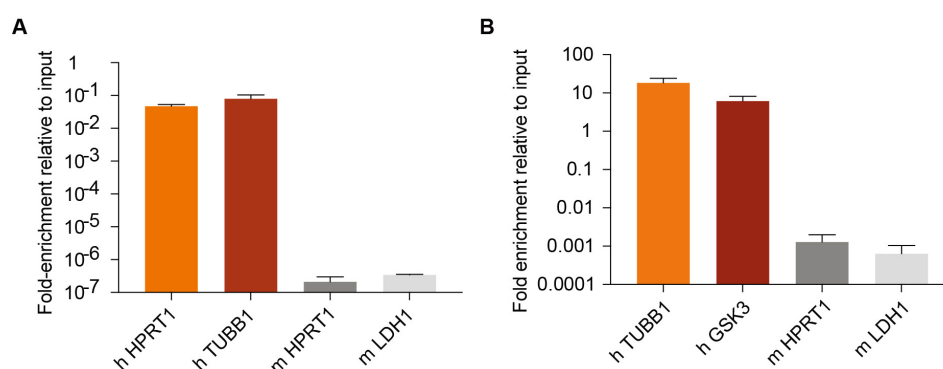 A
Fold-enrichment relative to input
1
10-1
10-2
10-3
10-4
10-5
10-6
10-7
h HPRT1
h TUBB1
m HPRT1
m LDH1
B
Fold enrichment relative to input
100
10
1
0.1
0.01
0.001
0.0001
h TUBB1
h GSK3
m HPRT1
m LDH1